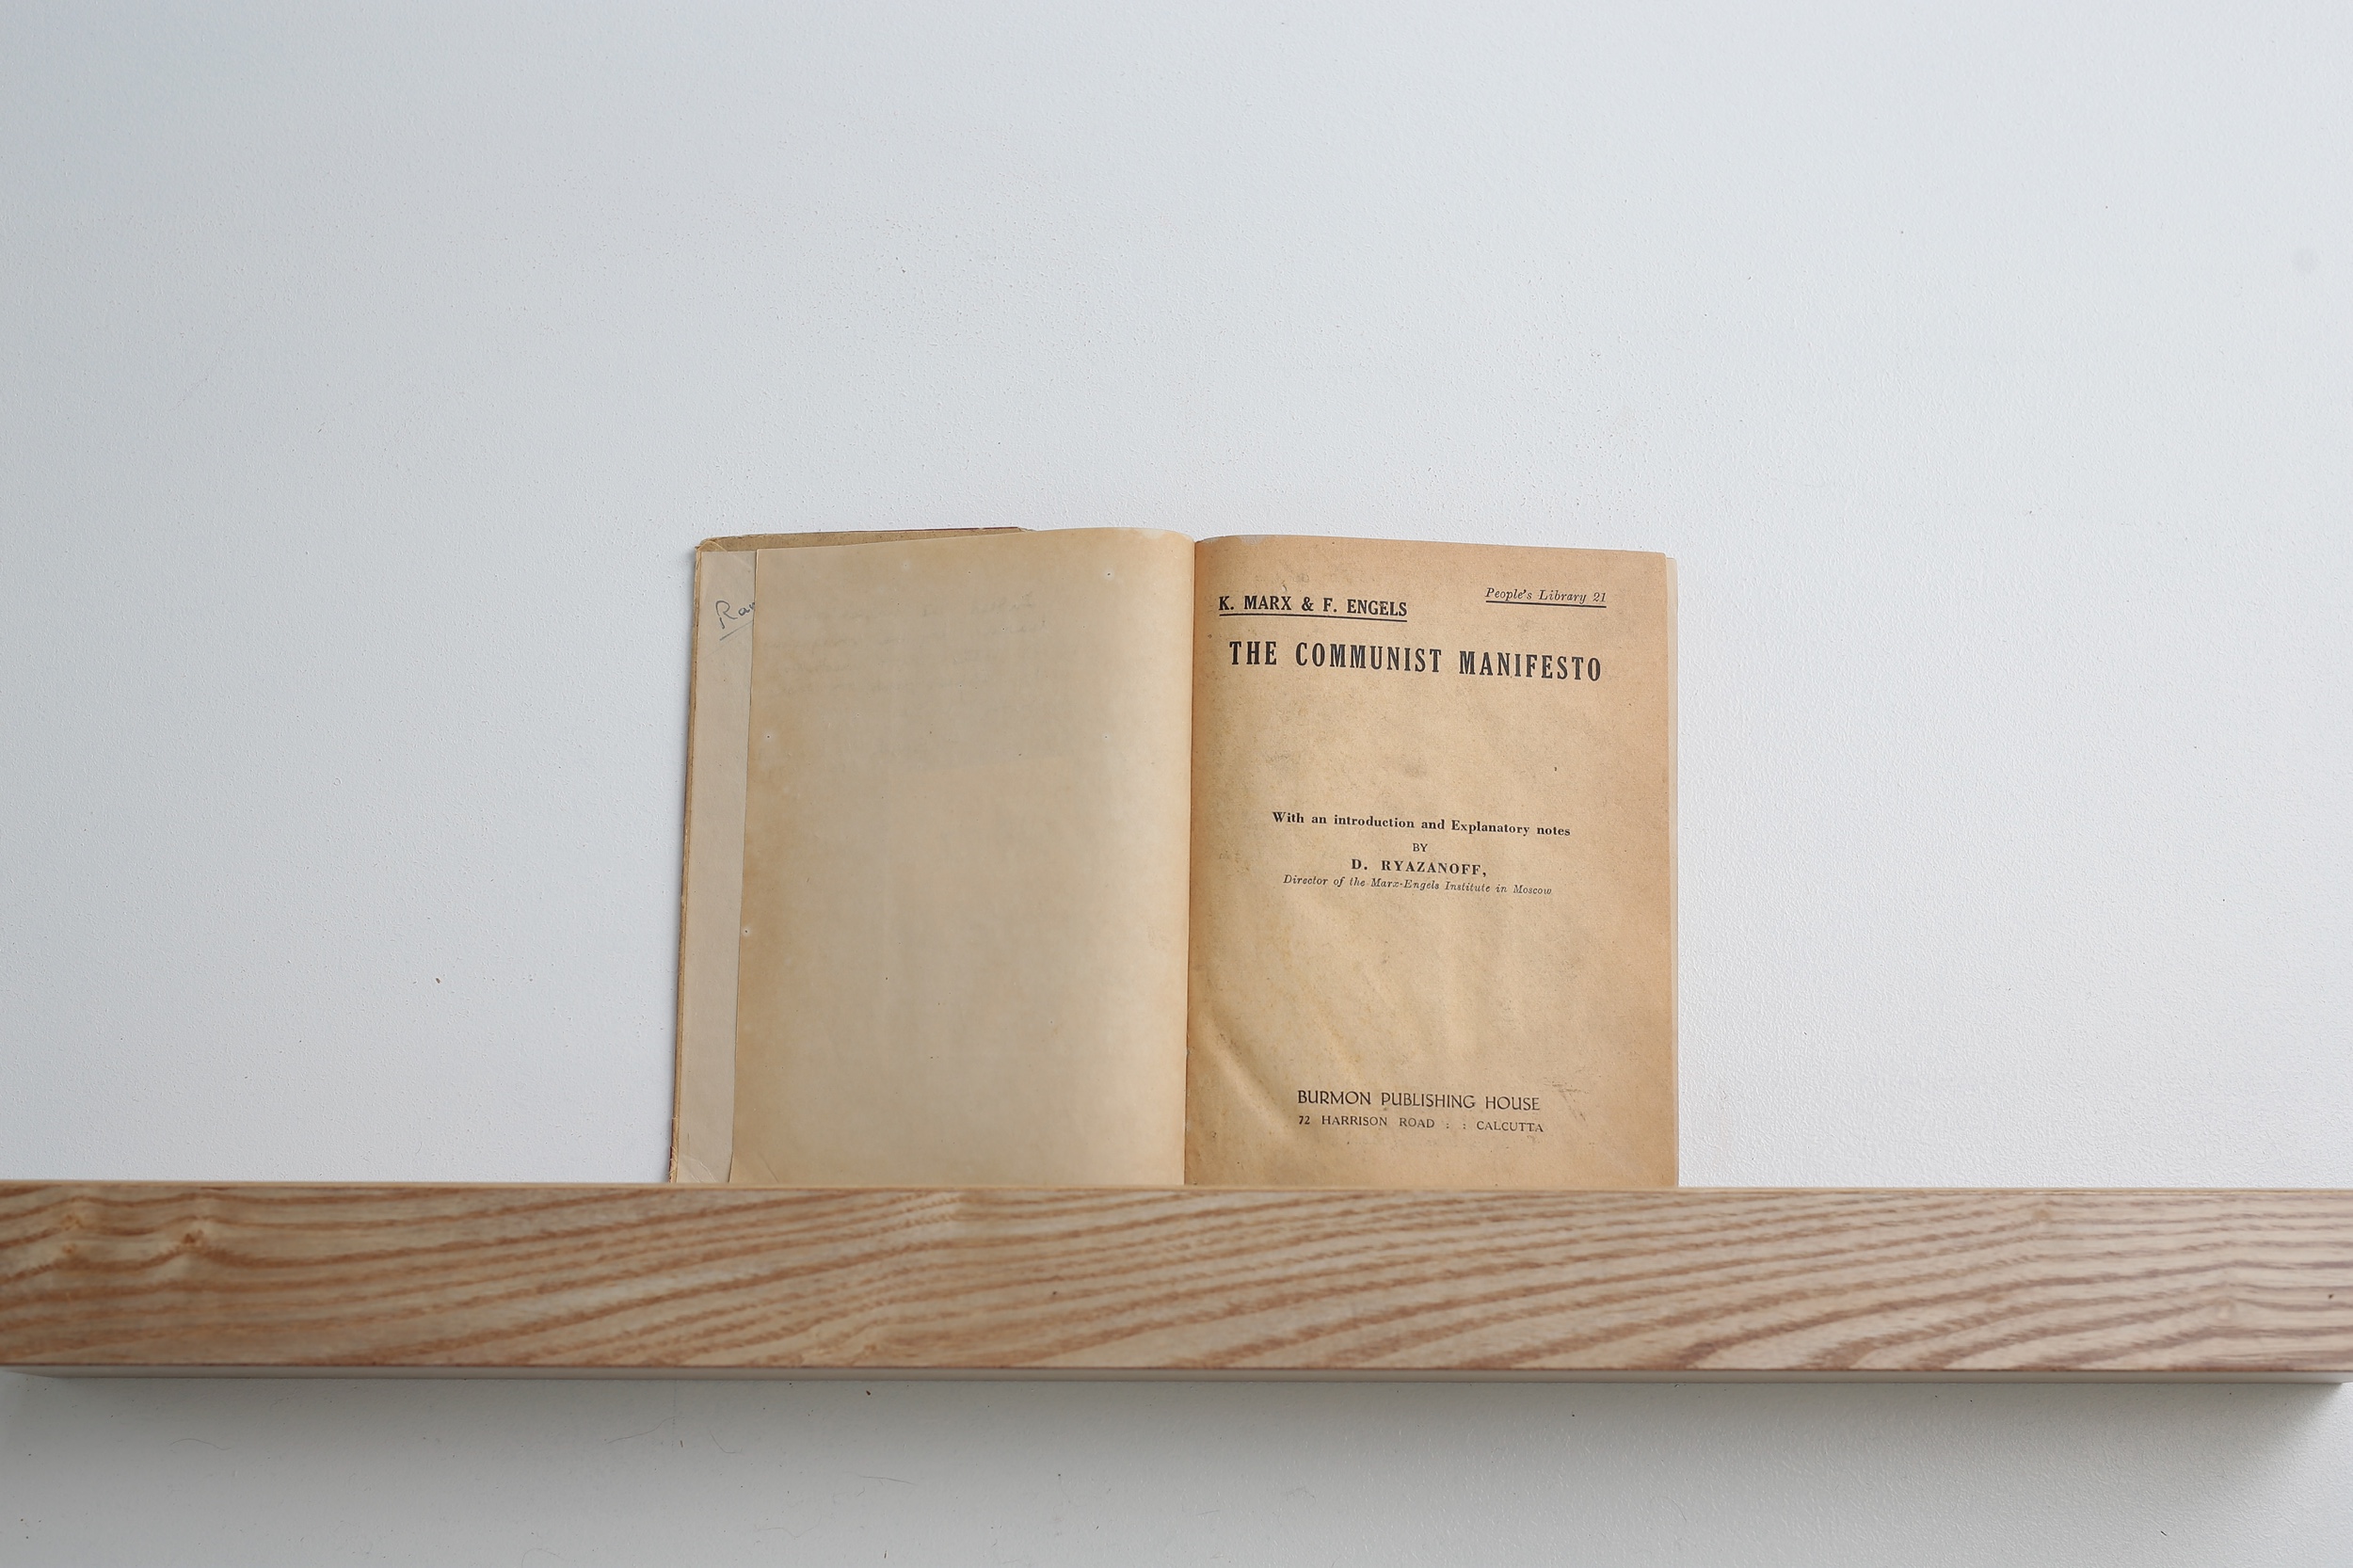 K. MARX & F. ENGELS
People's Library 21
THE COMMUNIST MANIFESTO
With an introduction and Explanatory notes
BY
D. RYAZANOFF,
Director of the Marx-Engels Institute in Moscow
BURMON PUBLISHING HOUSE
72 HARRISON ROAD : : CALCUTTA